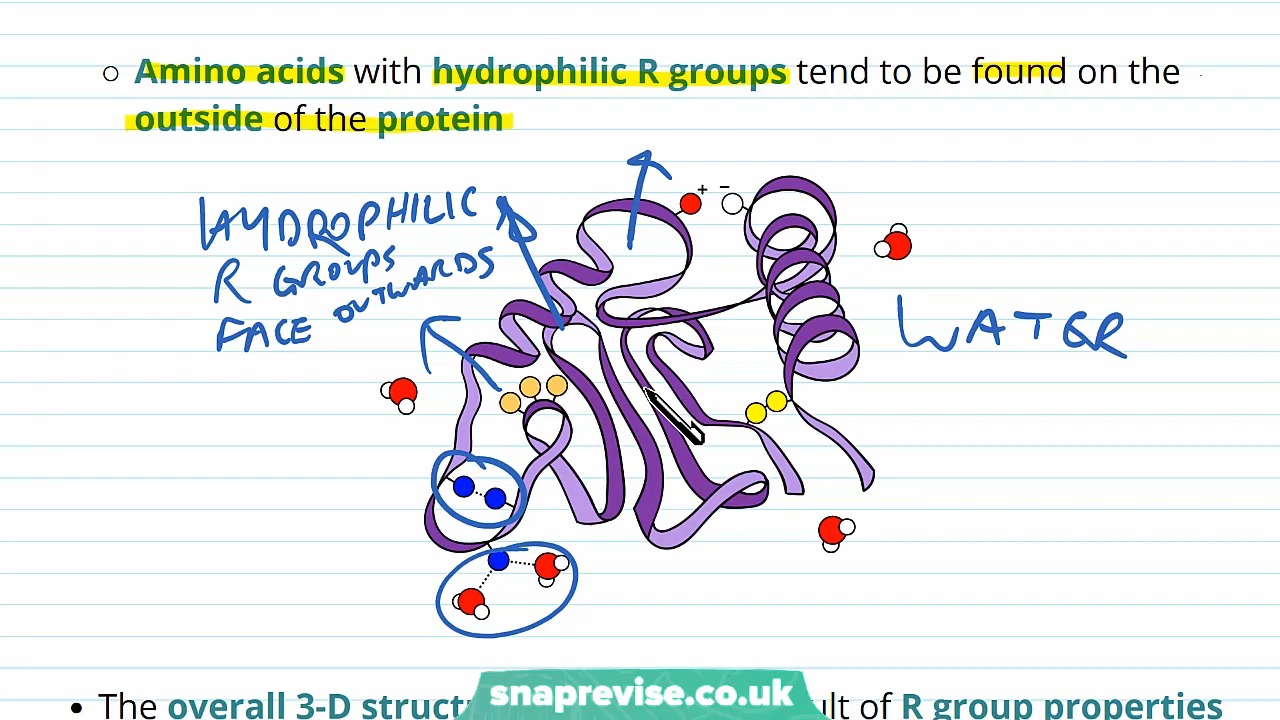 ○ Amino acids with hydrophilic R groups tend to be found on the
outside of the protein
HYDROPHILIC
R GROUPS
FACE OUTWARDS
+ −
WATER
• The overall 3-D struct
ult of R group properties
snaprevise.co.uk